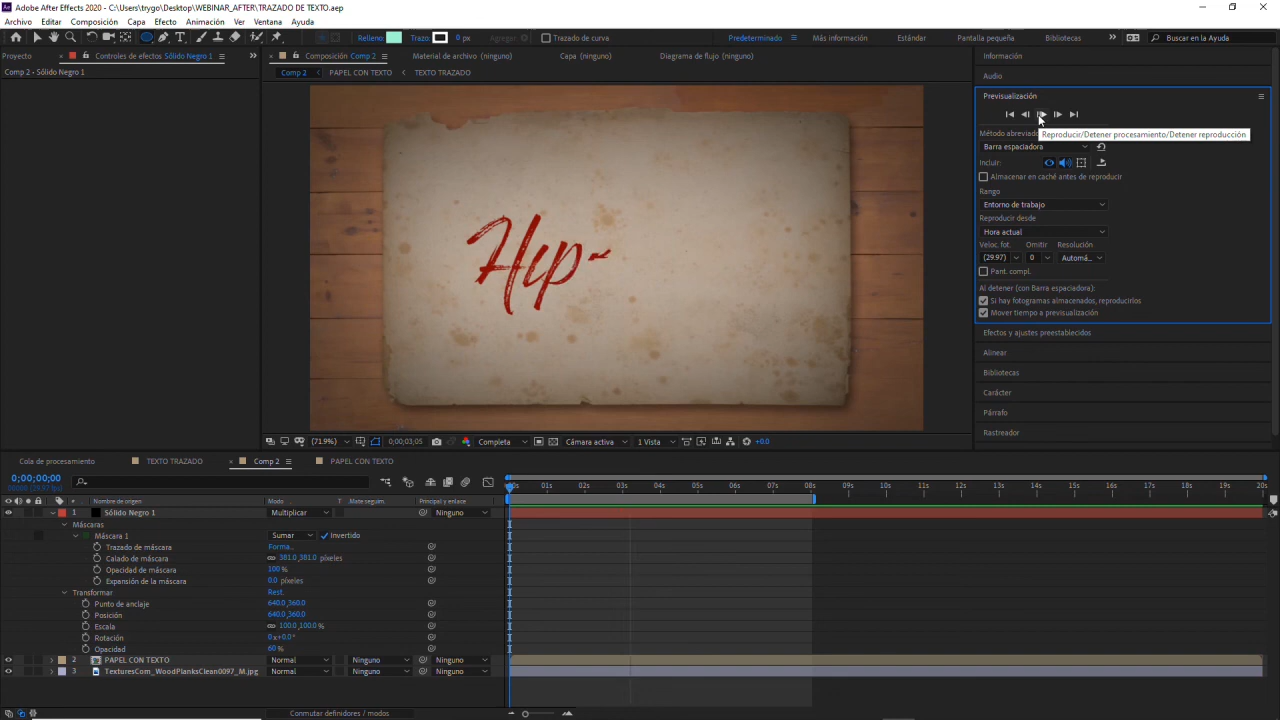 Adobe After Effects 2020 - C:\Users\trygo\Desktop\WEBINAR_AFTER\TRAZADO DE TEXTO.aep
Archivo Editar Composición Capa Efecto Animación Ver Ventana Ayuda
Relleno: Trazo: 0 px Agregar: Trazado de curva Predeterminado Más información Estándar Pantalla pequeña Bibliotecas Buscar en la Ayuda
Proyecto Controles de efectos Sólido Negro 1
Comp 2 • Sólido Negro 1
Composición Comp 2 Material de archivo (ninguno) Capa (ninguno) Diagrama de flujo (ninguno)
Comp 2 PAPEL CON TEXTO TEXTO TRAZADO
Hip
(71.9%) 0;00;03;05 Completa Cámara activa 1 Vista +0.0
Información
Audio
Previsualización
Método abreviado
Reproducir/Detener procesamiento/Detener reproducción
Barra espaciadora
Incluir:
Almacenar en caché antes de reproducir
Rango
Entorno de trabajo
Reproducir desde
Hora actual
Veloc. fot. Omitir Resolución
(29.97) 0 Automá...
Pant. compl.
Al detener (con Barra espaciadora):
Si hay fotogramas almacenados, reproducirlos
Mover tiempo a previsualización
Efectos y ajustes preestablecidos
Alinear
Bibliotecas
Carácter
Párrafo
Rastreador
Cola de procesamiento TEXTO TRAZADO Comp 2 PAPEL CON TEXTO
0;00;00;00
00000 (29.97 fps)
01s 02s 03s 04s 05s 06s 07s 08s 09s 10s 11s 12s 13s 14s 15s 16s 17s 18s 19s 20s
# Nombre de origen Modo T Mate seguim. Principal y enlace
1 Sólido Negro 1 Multiplicar Ninguno
Máscaras
Máscara 1 Sumar Invertido
Trazado de máscara Forma...
Calado de máscara 381.0,381.0 píxeles
Opacidad de máscara 100 %
Expansión de la máscara 0.0 píxeles
Transformar Rest.
Punto de anclaje 640.0,360.0
Posición 640.0,360.0
Escala 100.0,100.0 %
Rotación 0 x+0.0°
Opacidad 60 %
2 PAPEL CON TEXTO Normal Ninguno Ninguno
3 TexturesCom_WoodPlanksClean0097_M.jpg Normal Ninguno Ninguno
Conmutar definidores / modos